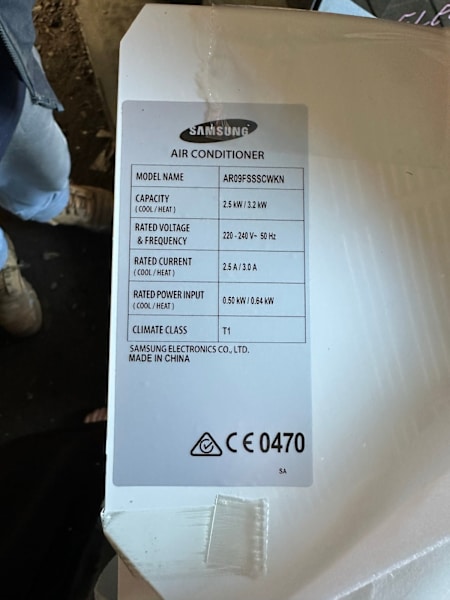 SAMSUNG
AIR CONDITIONER
MODEL NAME AR09FSSSCWKN
CAPACITY
(COOL / HEAT) 2.5 kW / 3.2 kW
RATED VOLTAGE
& FREQUENCY 220 - 240 V~ 50 Hz
RATED CURRENT
(COOL / HEAT) 2.5 A / 3.0 A
RATED POWER INPUT
(COOL / HEAT) 0.50 kW / 0.64 kW
CLIMATE CLASS T1
SAMSUNG ELECTRONICS CO., LTD.
MADE IN CHINA
CE 0470
SA